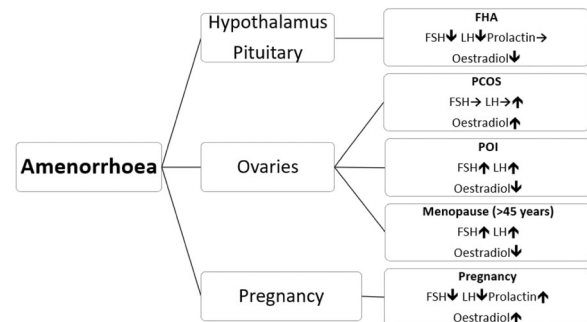 Amenorrhoea
Hypothalamus
Pituitary
FHA
FSH↓ LH↓Prolactin→
Oestradiol↓
Ovaries
PCOS
FSH→ LH→↑
Oestradiol↑
POI
FSH↑ LH↑
Oestradiol↓
Menopause (>45 years)
FSH↑ LH↑
Oestradiol↓
Pregnancy
Pregnancy
FSH↓ LH↓Prolactin↑
Oestradiol↑